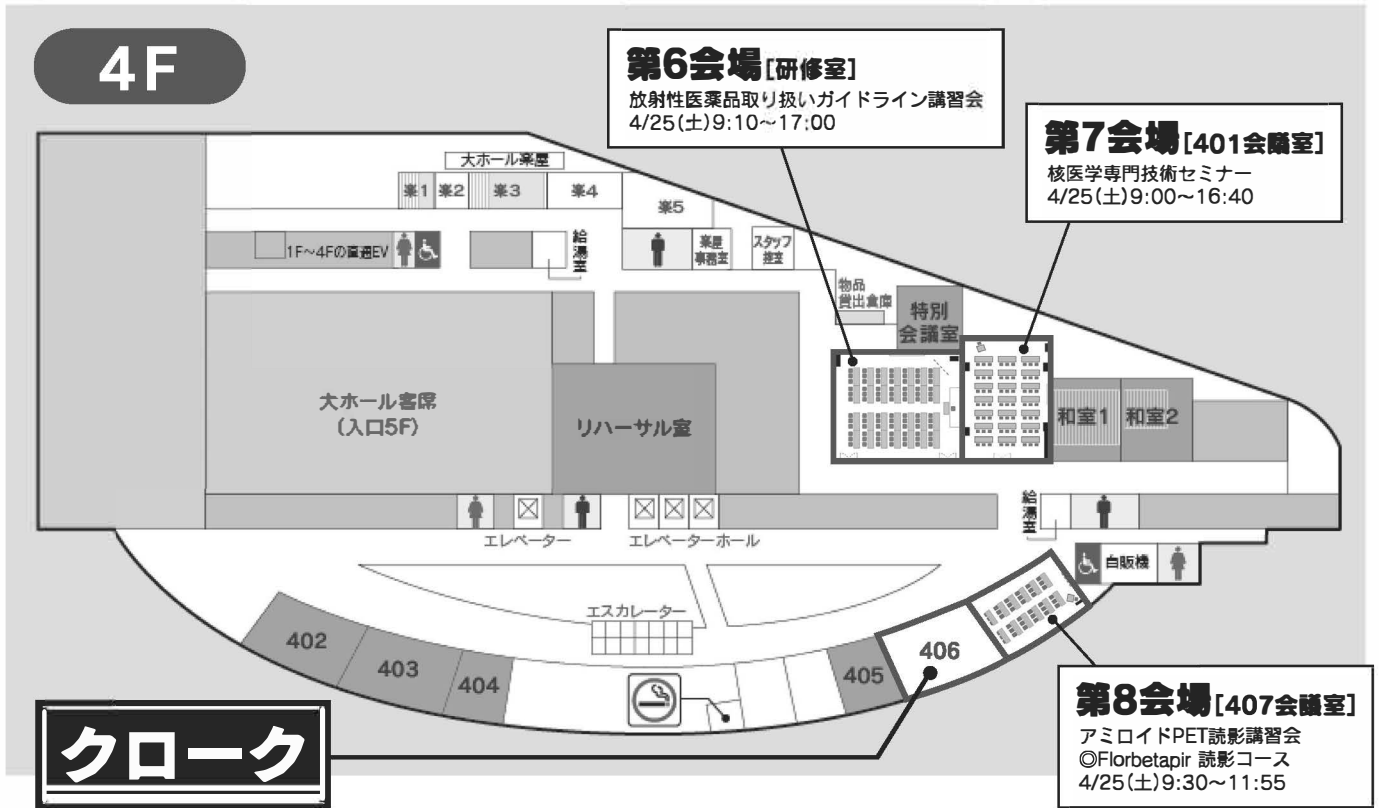 4F
第6会場[研修室]
放射性医薬品取り扱いガイドライン講習会
4/25(土)9:10～17:00
第7会場[401会議室]
核医学専門技術セミナー
4/25(土)9:00～16:40
大ホール楽屋
楽1
楽2
楽3
楽4
楽5
1F～4Fの直通EV
給湯室
楽屋
事務室
スタッフ
控室
物品
貸出倉庫
特別
会議室
大ホール客席
(入口5F)
リハーサル室
和室1
和室2
エレベーター
エレベーターホール
給湯室
自販機
エスカレーター
402
403
404
405
406
クローク
第8会場[407会議室]
アミロイドPET読影講習会
◎Florbetapir 読影コース
4/25(土)9:30～11:55